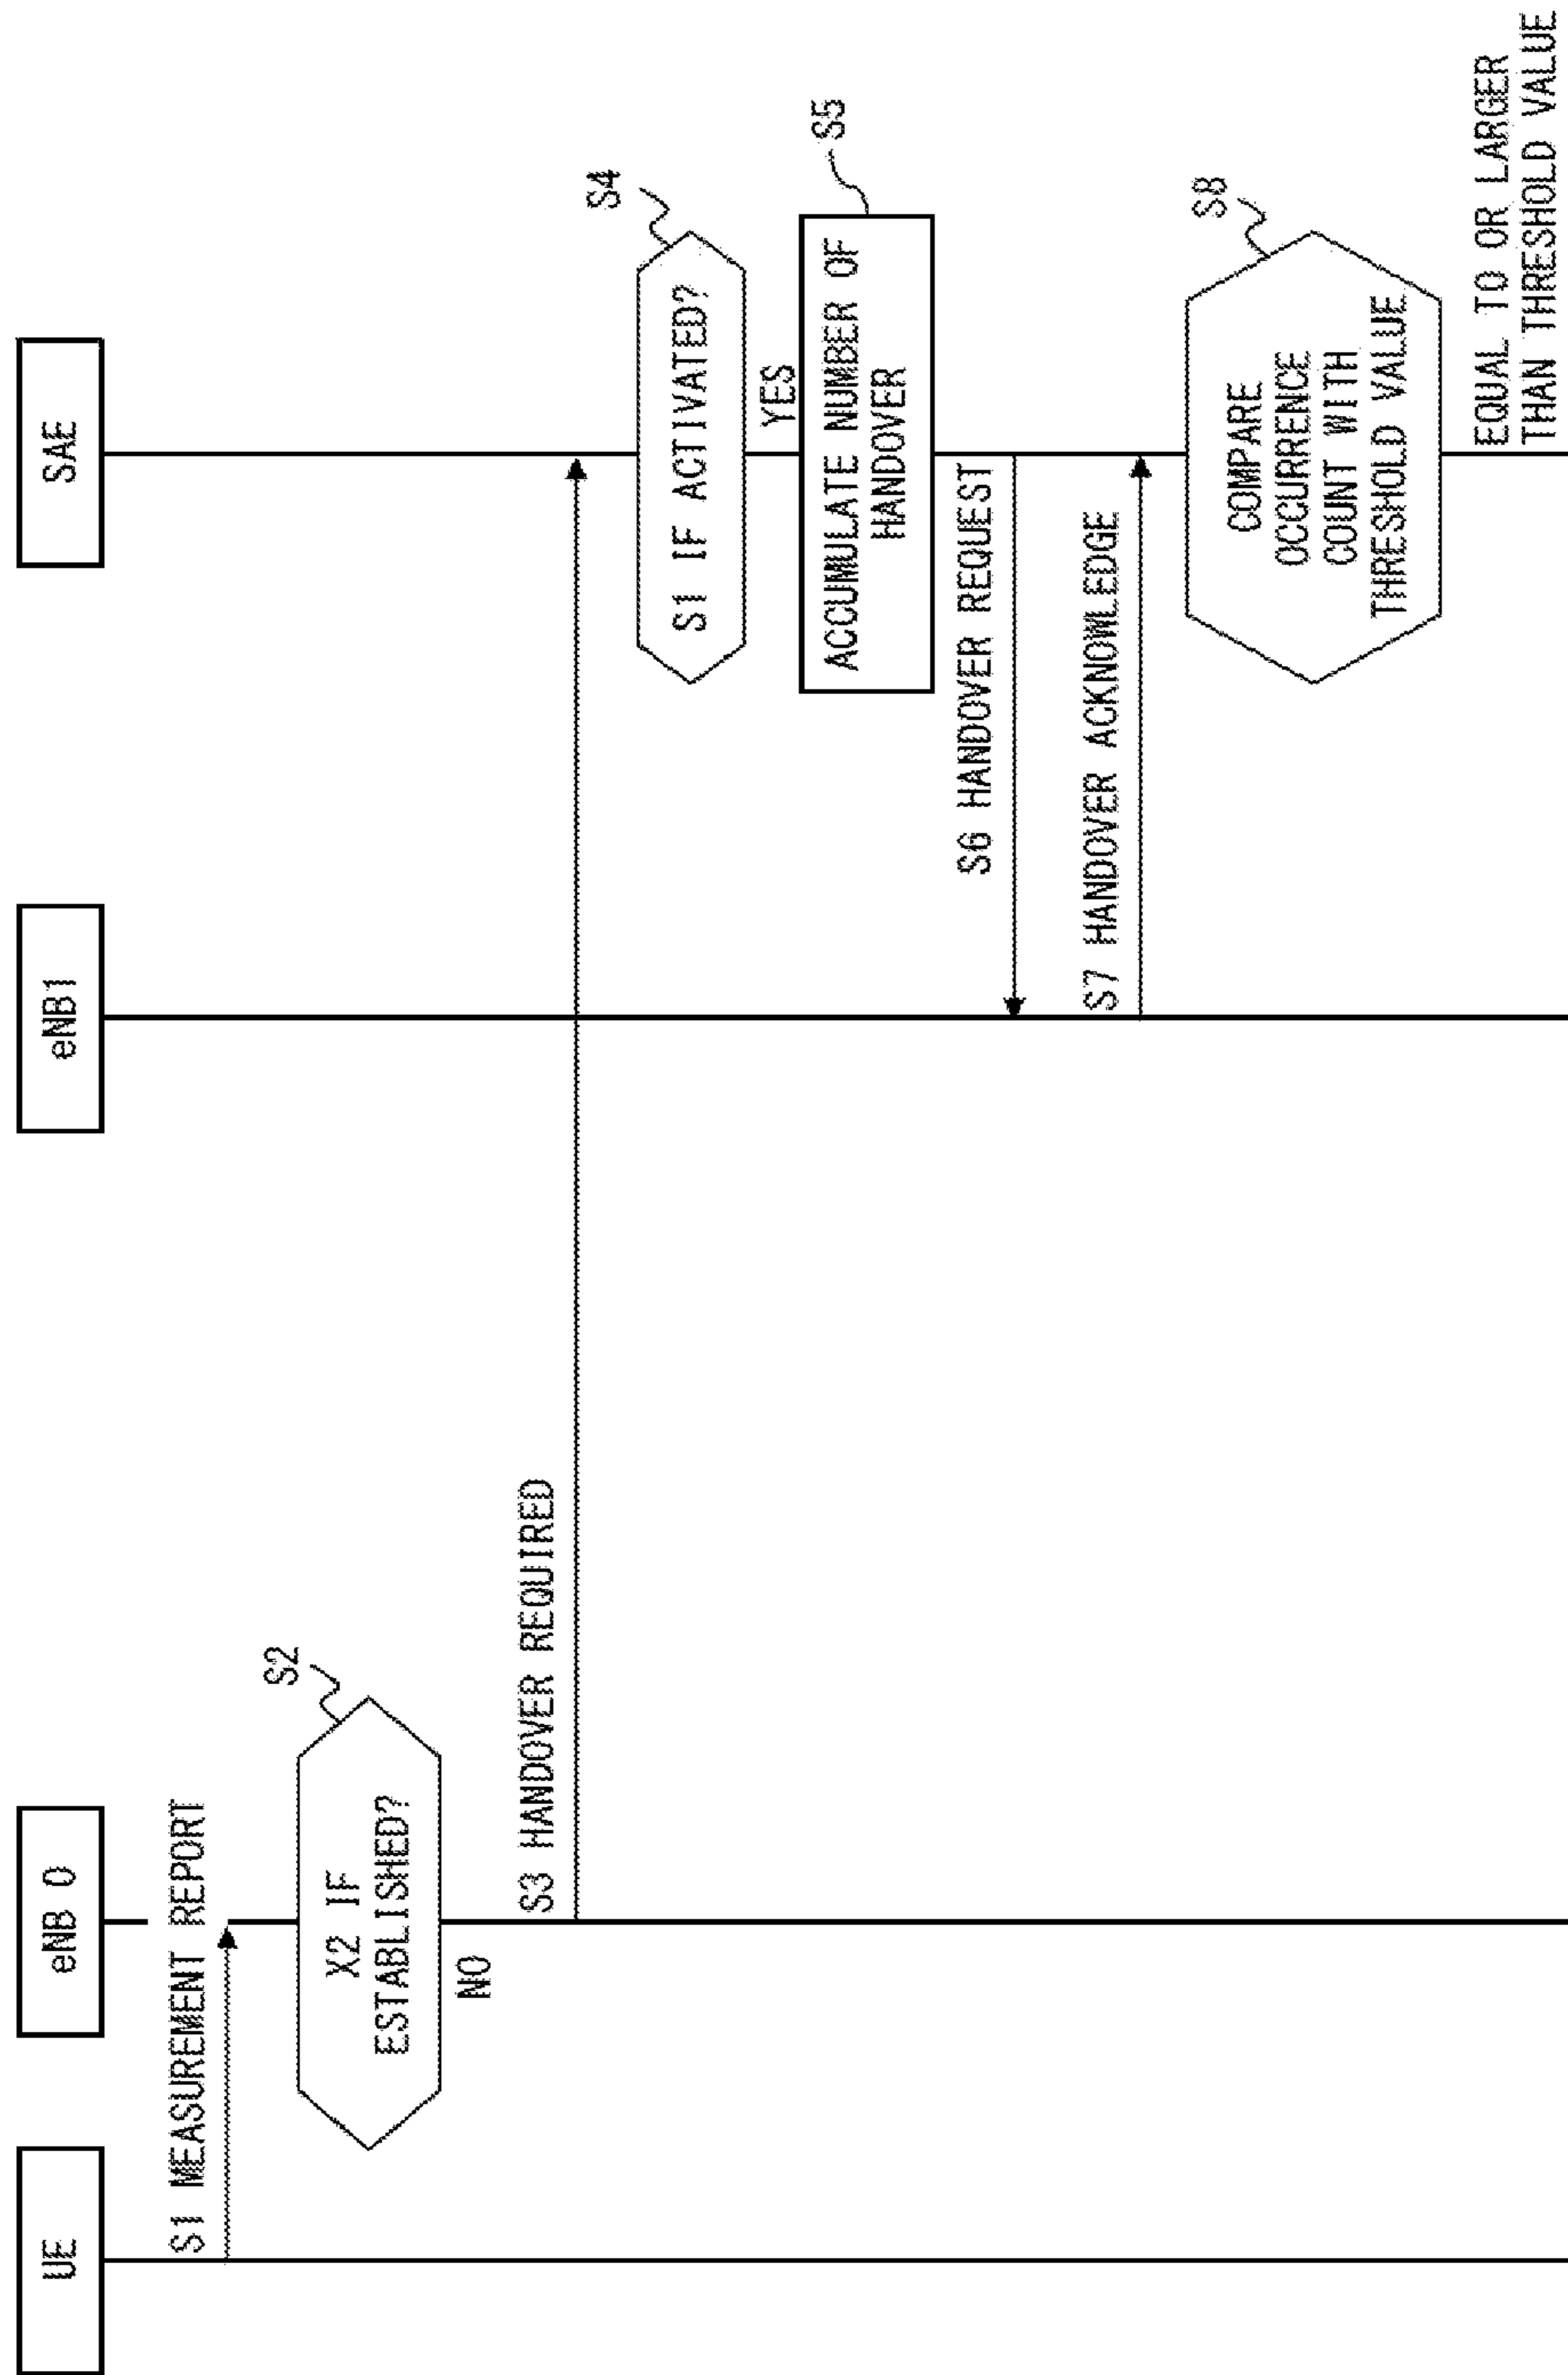 UE
eNB 0
eNB1
SAE
S1 MEASUREMENT REPORT
S2
X2 IF
ESTABLISHED?
NO
S3 HANDOVER REQUIRED
S4
S1 IF ACTIVATED?
YES
S5
ACCUMULATE NUMBER OF
HANDOVER
S6 HANDOVER REQUEST
S7 HANDOVER ACKNOWLEDGE
S8
COMPARE
OCCURRENCE
COUNT WITH
THRESHOLD VALUE
EQUAL TO OR LARGER
THAN THRESHOLD VALUE